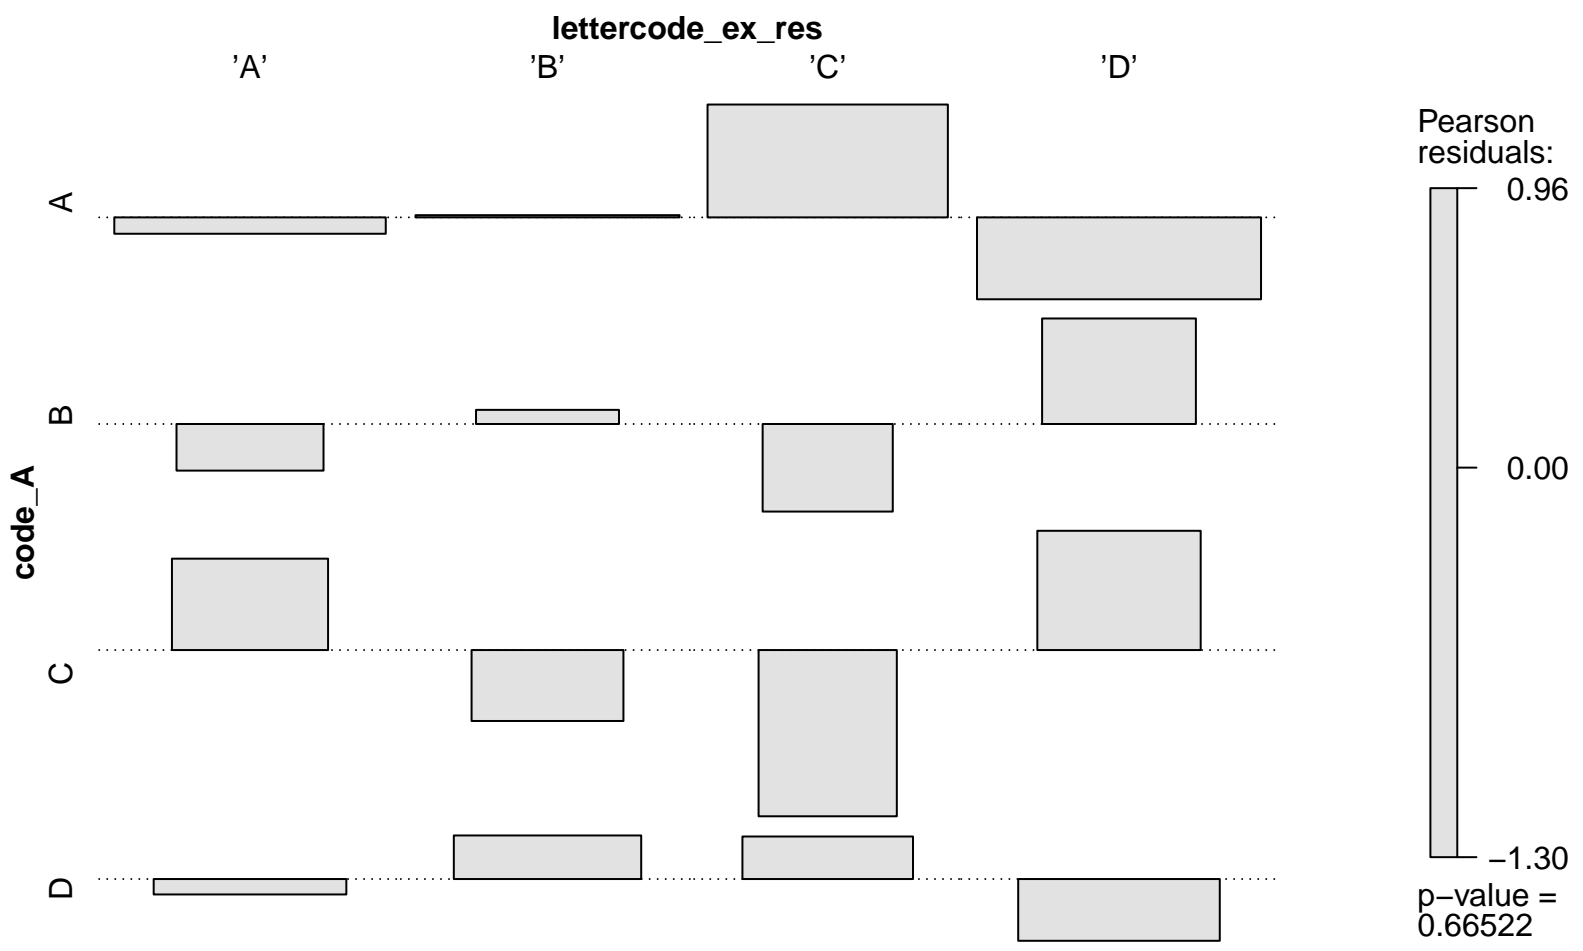 lettercode_ex_res
’A’ ’B’ ’C’ ’D’
Pearson
residuals:
0.96
A
B
0.00
code_A
C
−1.30
D
p−value =
0.66522